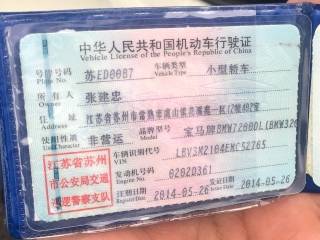 中华人民共和国机动车行驶证
Vehicle License of the People's Republic of China
号牌号码 苏ED0087 车辆类型 小型轿车
Plate No. Vehicle Type
所有人 张建忠
Owner
住址 江苏省苏州市常熟市虞山镇
Address
使用性质 非营运 品牌型号 宝马牌BMW7200DL(BMW320
Use Character Model
车辆识别代号 LBV3M2104EMC52765
VIN
发动机号码 0202D361
Engine No.
注册日期 2014-05-26 发证日期 2014-05-26
Register Date Issue Date
江苏省苏州
市公安局交通
巡逻警察支队